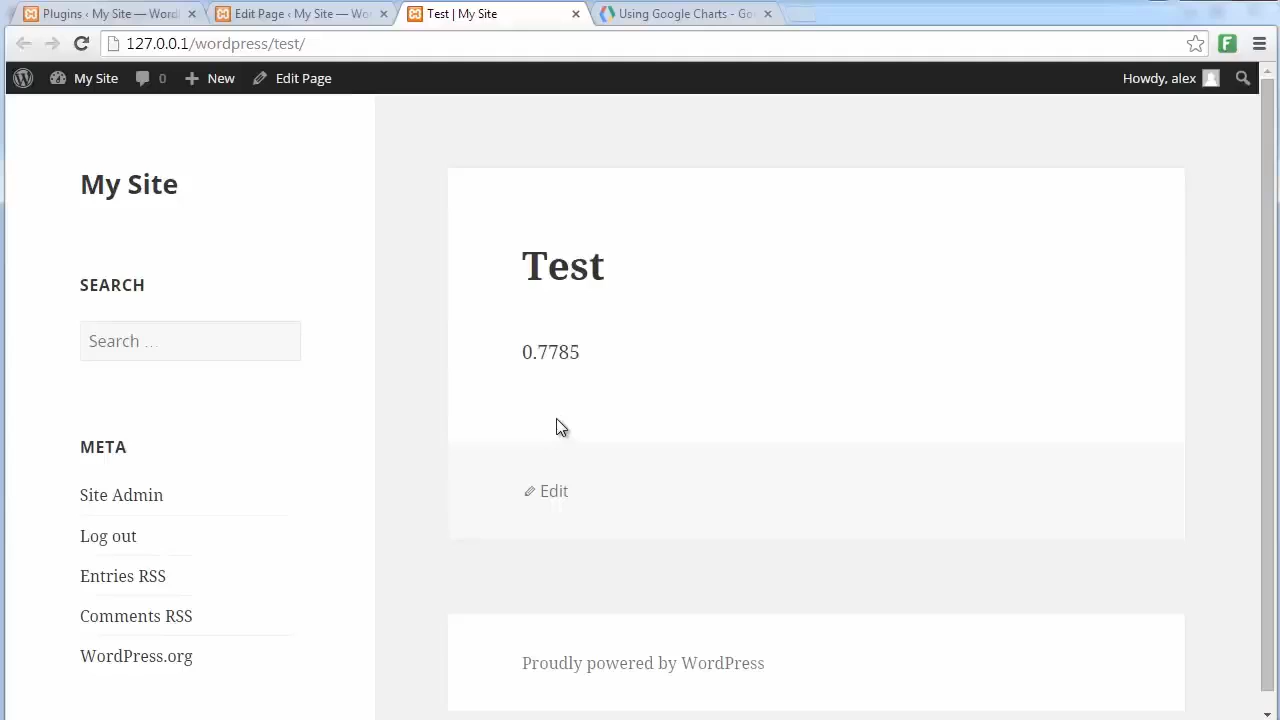 Plugins ‹ My Site — Word
Edit Page ‹ My Site — Wo
Test | My Site
Using Google Charts - Go
127.0.0.1/wordpress/test/
My Site
0
New
Edit Page
Howdy, alex
My Site
SEARCH
Search …
META
Site Admin
Log out
Entries RSS
Comments RSS
WordPress.org
Test
0.7785
Edit
Proudly powered by WordPress